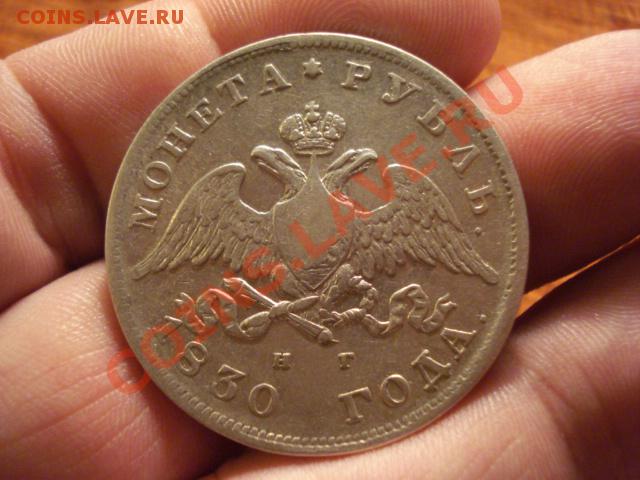 COINS.LAVE.RU
МОНЕТА ★ РУБЛЬ.
1830 ГОДА.
Н Г
COINS.LAVE.RU